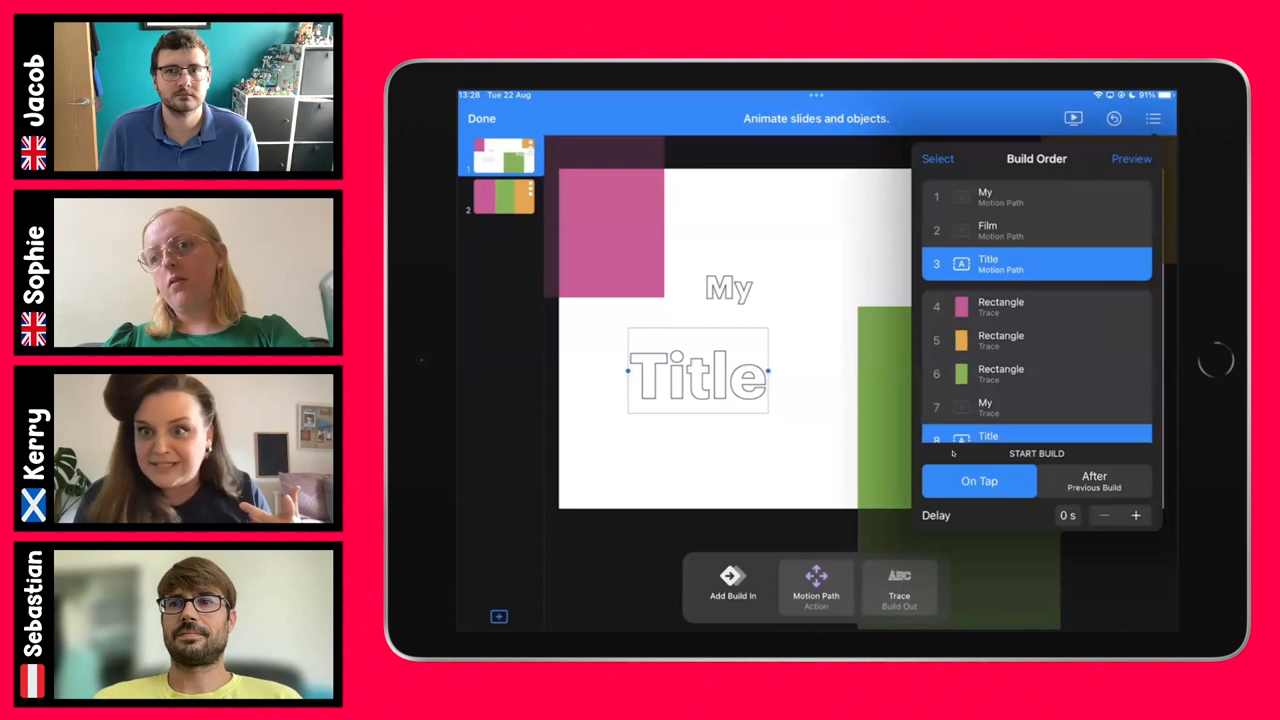 Jacob
Sophie
Kerry
Sebastian
13:28 Tue 22 Aug
91%
Done
Animate slides and objects.
1
2
My
Title
Select
Build Order
Preview
1 My
Motion Path
2 Film
Motion Path
3 Title
Motion Path
4 Rectangle
Trace
5 Rectangle
Trace
6 Rectangle
Trace
7 My
Trace
8 Title
START BUILD
On Tap
After
Previous Build
Delay
0 s
Add Build In
Motion Path
Action
ABC
Trace
Build Out